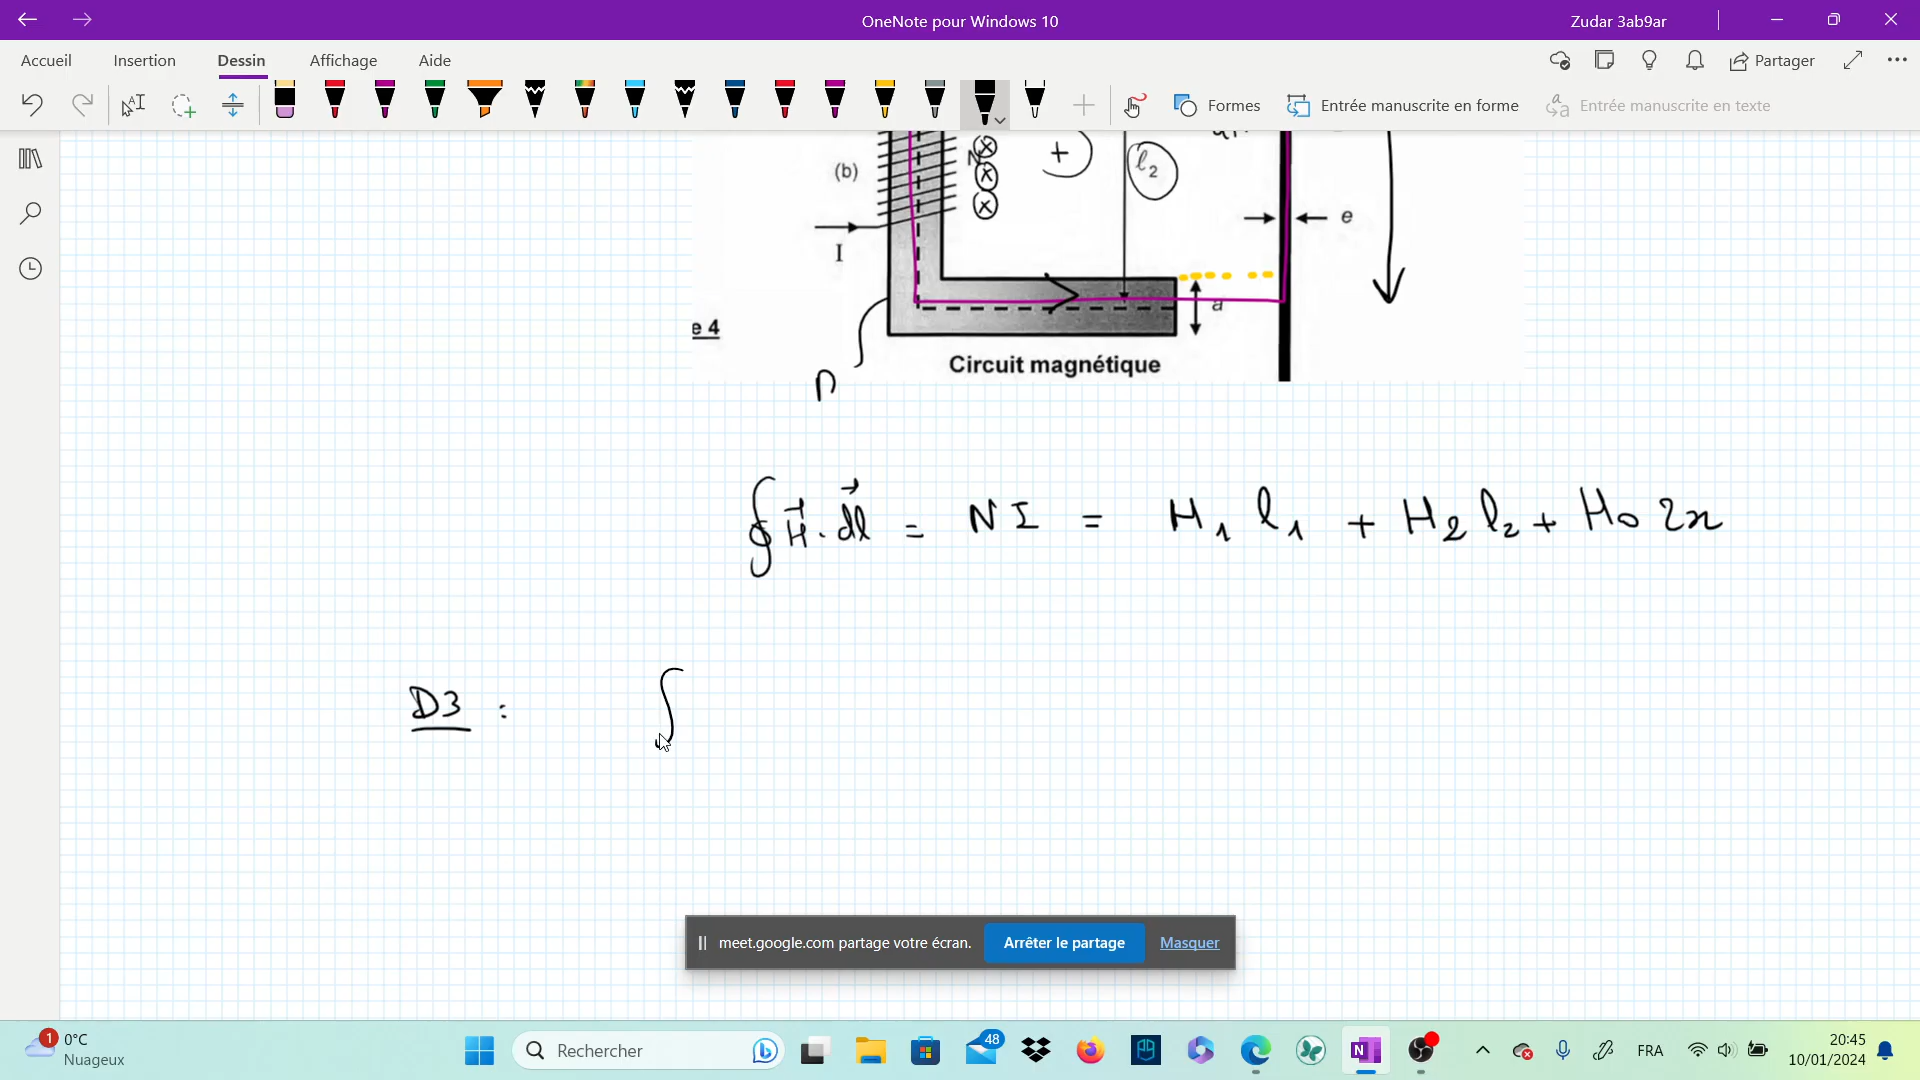 OneNote pour Windows 10
Zudar 3ab9ar
Accueil Insertion Dessin Affichage Aide
Partager
Formes Entrée manuscrite en forme Entrée manuscrite en texte
(b) N + l₂
e
I
a
e 4
Circuit magnétique
∮ H⃗ . dl⃗ = N I = H₁ l₁ + H₂ l₂ + H₀ 2x
D3 : ∫
meet.google.com partage votre écran. Arrêter le partage Masquer
1 0°C
Nuageux
Rechercher
48
N
FRA
20:45
10/01/2024